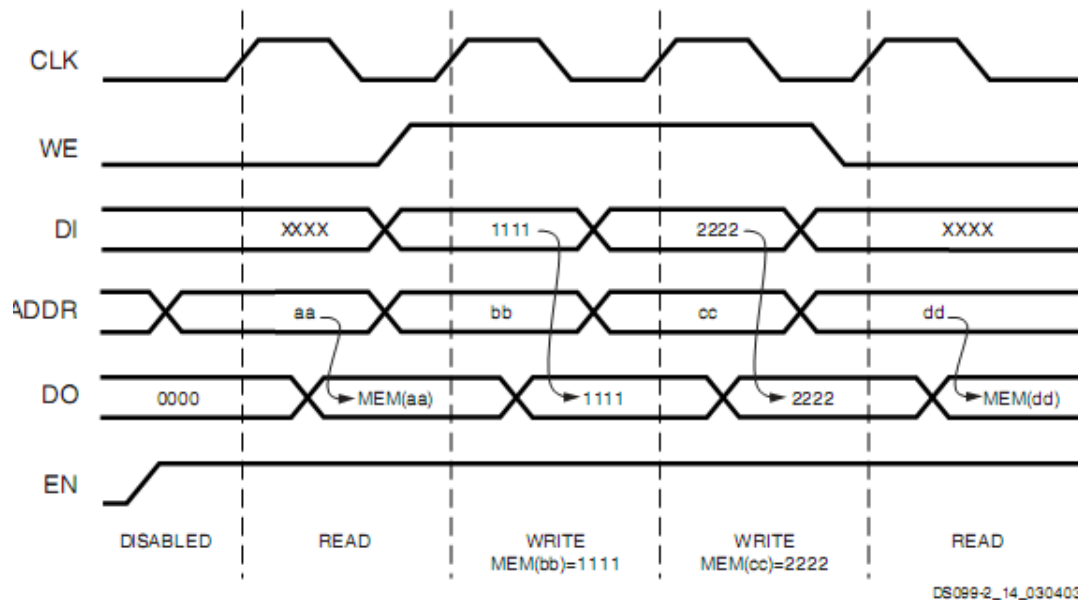 CLK
WE
DI XXXX 1111 2222 XXXX
ADDR aa bb cc dd
DO 0000 MEM(aa) 1111 2222 MEM(dd)
EN
DISABLED READ WRITE WRITE READ
MEM(bb)=1111 MEM(cc)=2222
DS099-2_14_030403